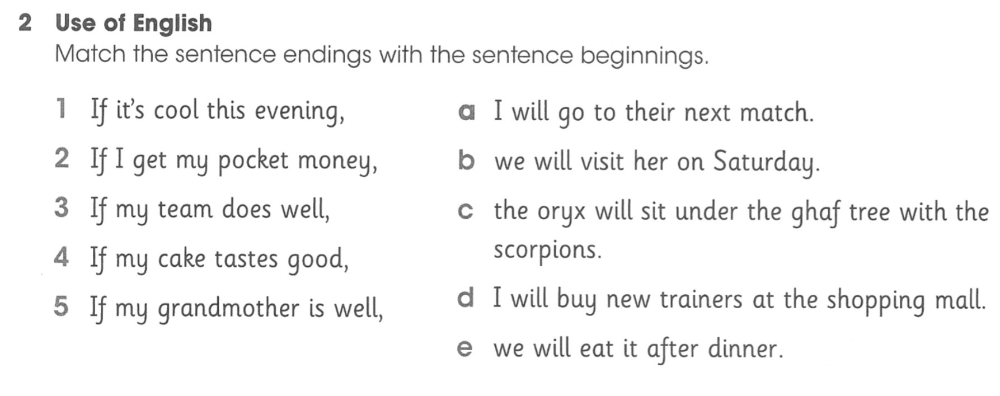 2 Use of English
Match the sentence endings with the sentence beginnings.
1 If it's cool this evening,
2 If I get my pocket money,
3 If my team does well,
4 If my cake tastes good,
5 If my grandmother is well,
a I will go to their next match.
b we will visit her on Saturday.
c the oryx will sit under the ghaf tree with the
scorpions.
d I will buy new trainers at the shopping mall.
e we will eat it after dinner.